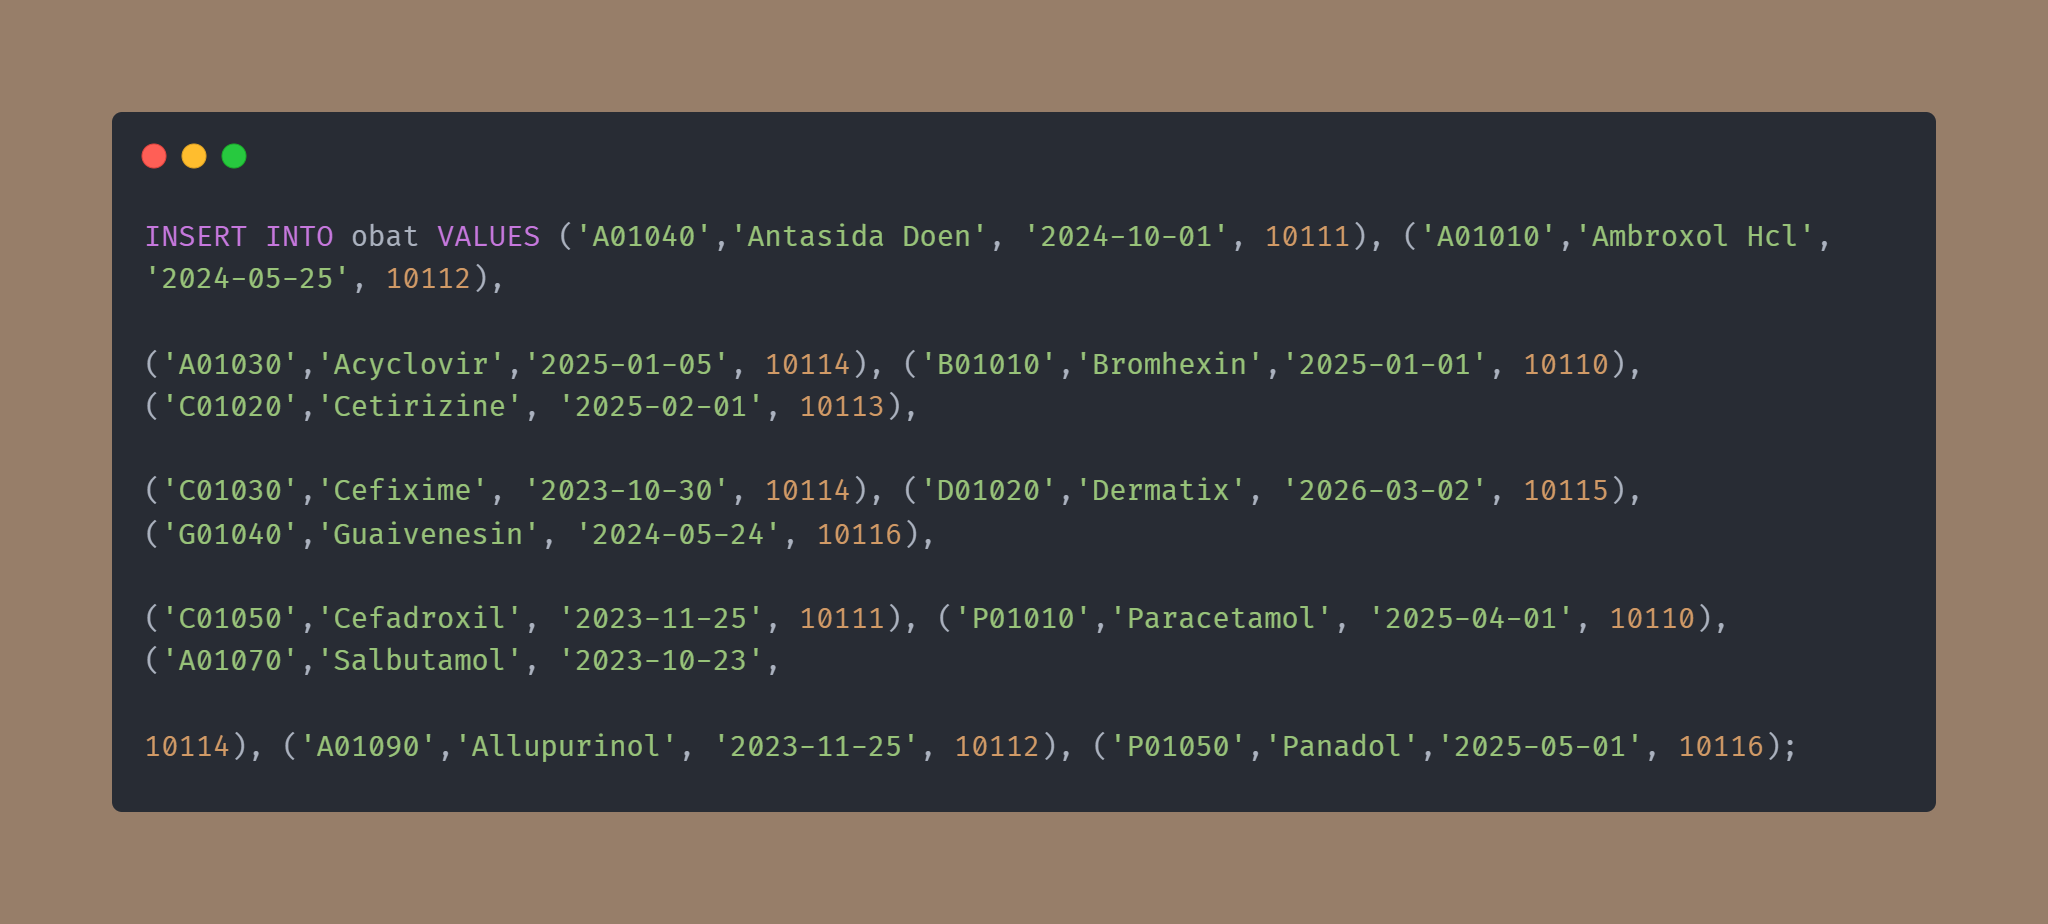 INSERT INTO obat VALUES ('A01040','Antasida Doen', '2024-10-01', 10111), ('A01010','Ambroxol Hcl',
'2024-05-25', 10112),
('A01030','Acyclovir','2025-01-05', 10114), ('B01010','Bromhexin','2025-01-01', 10110),
('C01020','Cetirizine', '2025-02-01', 10113),
('C01030','Cefixime', '2023-10-30', 10114), ('D01020','Dermatix', '2026-03-02', 10115),
('G01040','Guaivenesin', '2024-05-24', 10116),
('C01050','Cefadroxil', '2023-11-25', 10111), ('P01010','Paracetamol', '2025-04-01', 10110),
('A01070','Salbutamol', '2023-10-23',
10114), ('A01090','Allupurinol', '2023-11-25', 10112), ('P01050','Panadol','2025-05-01', 10116);